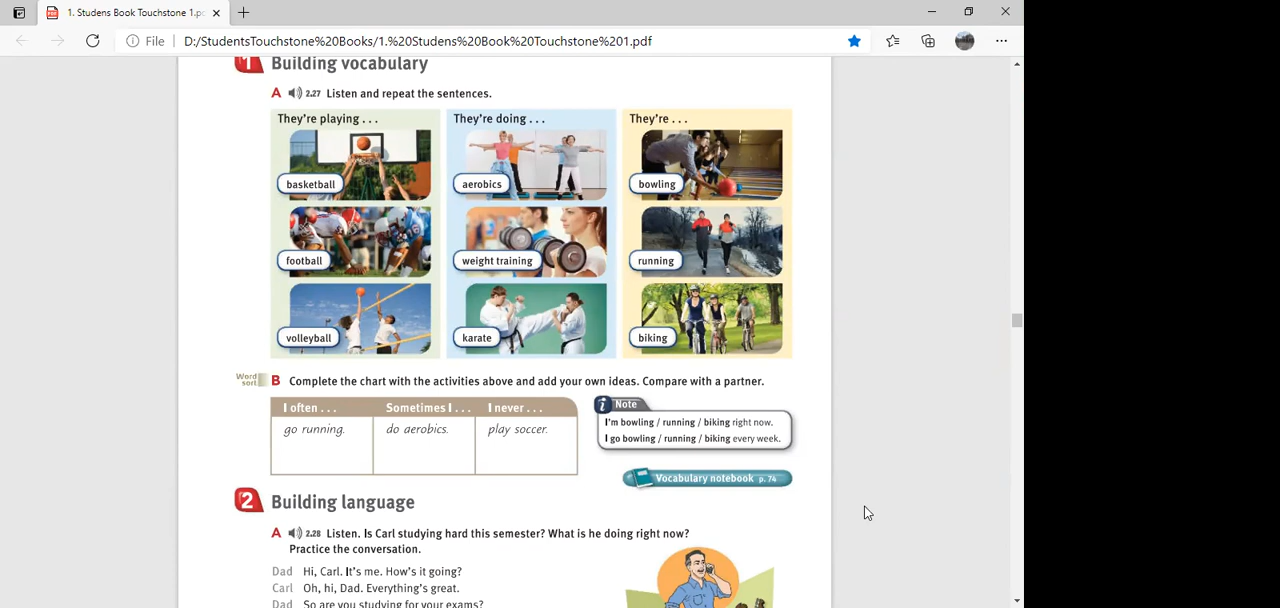 1. Studens Book Touchstone 1.pd
File
D:/StudentsTouchstone%20Books/1.%20Studens%20Book%20Touchstone%201.pdf
1 Building vocabulary
A 2.27 Listen and repeat the sentences.
They're playing . . .
basketball
football
volleyball
They're doing . . .
aerobics
weight training
karate
They're . . .
bowling
running
biking
Word sort
B Complete the chart with the activities above and add your own ideas. Compare with a partner.
I often . . . Sometimes I . . . I never . . .
go running. do aerobics. play soccer.
i Note
I'm bowling / running / biking right now.
I go bowling / running / biking every week.
Vocabulary notebook p. 74
2 Building language
A 2.28 Listen. Is Carl studying hard this semester? What is he doing right now?
Practice the conversation.
Dad Hi, Carl. It's me. How's it going?
Carl Oh, hi, Dad. Everything's great.
Dad So are you studying for your exams?